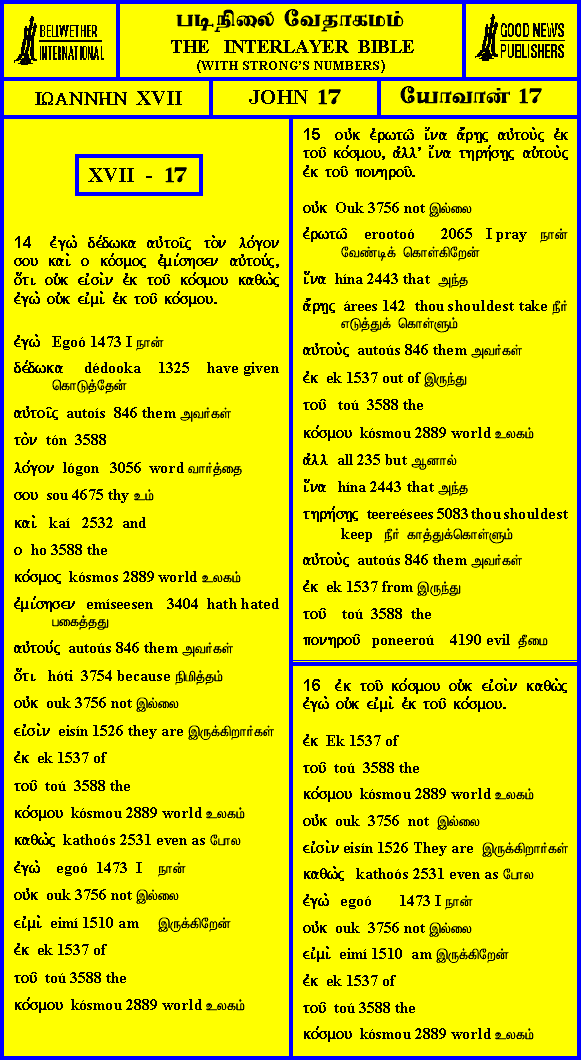 BELLWETHER
INTERNATIONAL
படிநிலை வேதாகமம்
THE INTERLAYER BIBLE
(WITH STRONG'S NUMBERS)
GOOD NEWS
PUBLISHERS
ΙΩΑΝΝΗΝ XVII
JOHN 17
யோவான் 17
XVII - 17
14 ἐγὼ δέδωκα αὐτοῖς τὸν λόγον
σου καὶ ο κόσμος ἐμίσησεν αὐτούς,
ὅτι οὐκ εἰσὶν ἐκ τοῦ κόσμου καθὼς
ἐγὼ οὐκ εἰμὶ ἐκ τοῦ κόσμου.
ἐγὼ Egoó 1473 I நான்
δέδωκα dédooka 1325 have given
கொடுத்தேன்
αὐτοῖς autoís 846 them அவர்கள்
τὸν tón 3588
λόγον lógon 3056 word வார்த்தை
σου sou 4675 thy உம்
καὶ kaí 2532 and
ο ho 3588 the
κόσμος kósmos 2889 world உலகம்
ἐμίσησεν emíseesen 3404 hath hated
பகைத்தது
αὐτούς autoús 846 them அவர்கள்
ὅτι hóti 3754 because நிமித்தம்
οὐκ ouk 3756 not இல்லை
εἰσὶν eisín 1526 they are இருக்கிறார்கள்
ἐκ ek 1537 of
τοῦ toú 3588 the
κόσμου kósmou 2889 world உலகம்
καθὼς kathoós 2531 even as போல
ἐγὼ egoó 1473 I நான்
οὐκ ouk 3756 not இல்லை
εἰμὶ eimí 1510 am இருக்கிறேன்
ἐκ ek 1537 of
τοῦ toú 3588 the
κόσμου kósmou 2889 world உலகம்
15 οὐκ ἐρωτῶ ἵνα ἄρῃς αὐτοὺς ἐκ
τοῦ κόσμου, ἀλλ’ ἵνα τηρήσῃς αὐτοὺς
ἐκ τοῦ πονηροῦ.
οὐκ Ouk 3756 not இல்லை
ἐρωτῶ erootoó 2065 I pray நான்
வேண்டிக் கொள்கிறேன்
ἵνα hína 2443 that அந்த
ἄρῃς árees 142 thou shouldest take நீர்
எடுத்துக் கொள்ளும்
αὐτοὺς autoús 846 them அவர்கள்
ἐκ ek 1537 out of இருந்து
τοῦ toú 3588 the
κόσμου kósmou 2889 world உலகம்
ἀλλ all 235 but ஆனால்
ἵνα hína 2443 that அந்த
τηρήσῃς teereésees 5083 thou shouldest
keep நீர் காத்துக்கொள்ளும்
αὐτοὺς autoús 846 them அவர்கள்
ἐκ ek 1537 from இருந்து
τοῦ toú 3588 the
πονηροῦ poneeroú 4190 evil தீமை
16 ἐκ τοῦ κόσμου οὐκ εἰσὶν καθὼς
ἐγὼ οὐκ εἰμὶ ἐκ τοῦ κόσμου.
ἐκ Ek 1537 of
τοῦ toú 3588 the
κόσμου kósmou 2889 world உலகம்
οὐκ ouk 3756 not இல்லை
εἰσὶν eisín 1526 They are இருக்கிறார்கள்
καθὼς kathoós 2531 even as போல
ἐγὼ egoó 1473 I நான்
οὐκ ouk 3756 not இல்லை
εἰμὶ eimí 1510 am இருக்கிறேன்
ἐκ ek 1537 of
τοῦ toú 3588 the
κόσμου kósmou 2889 world உலகம்